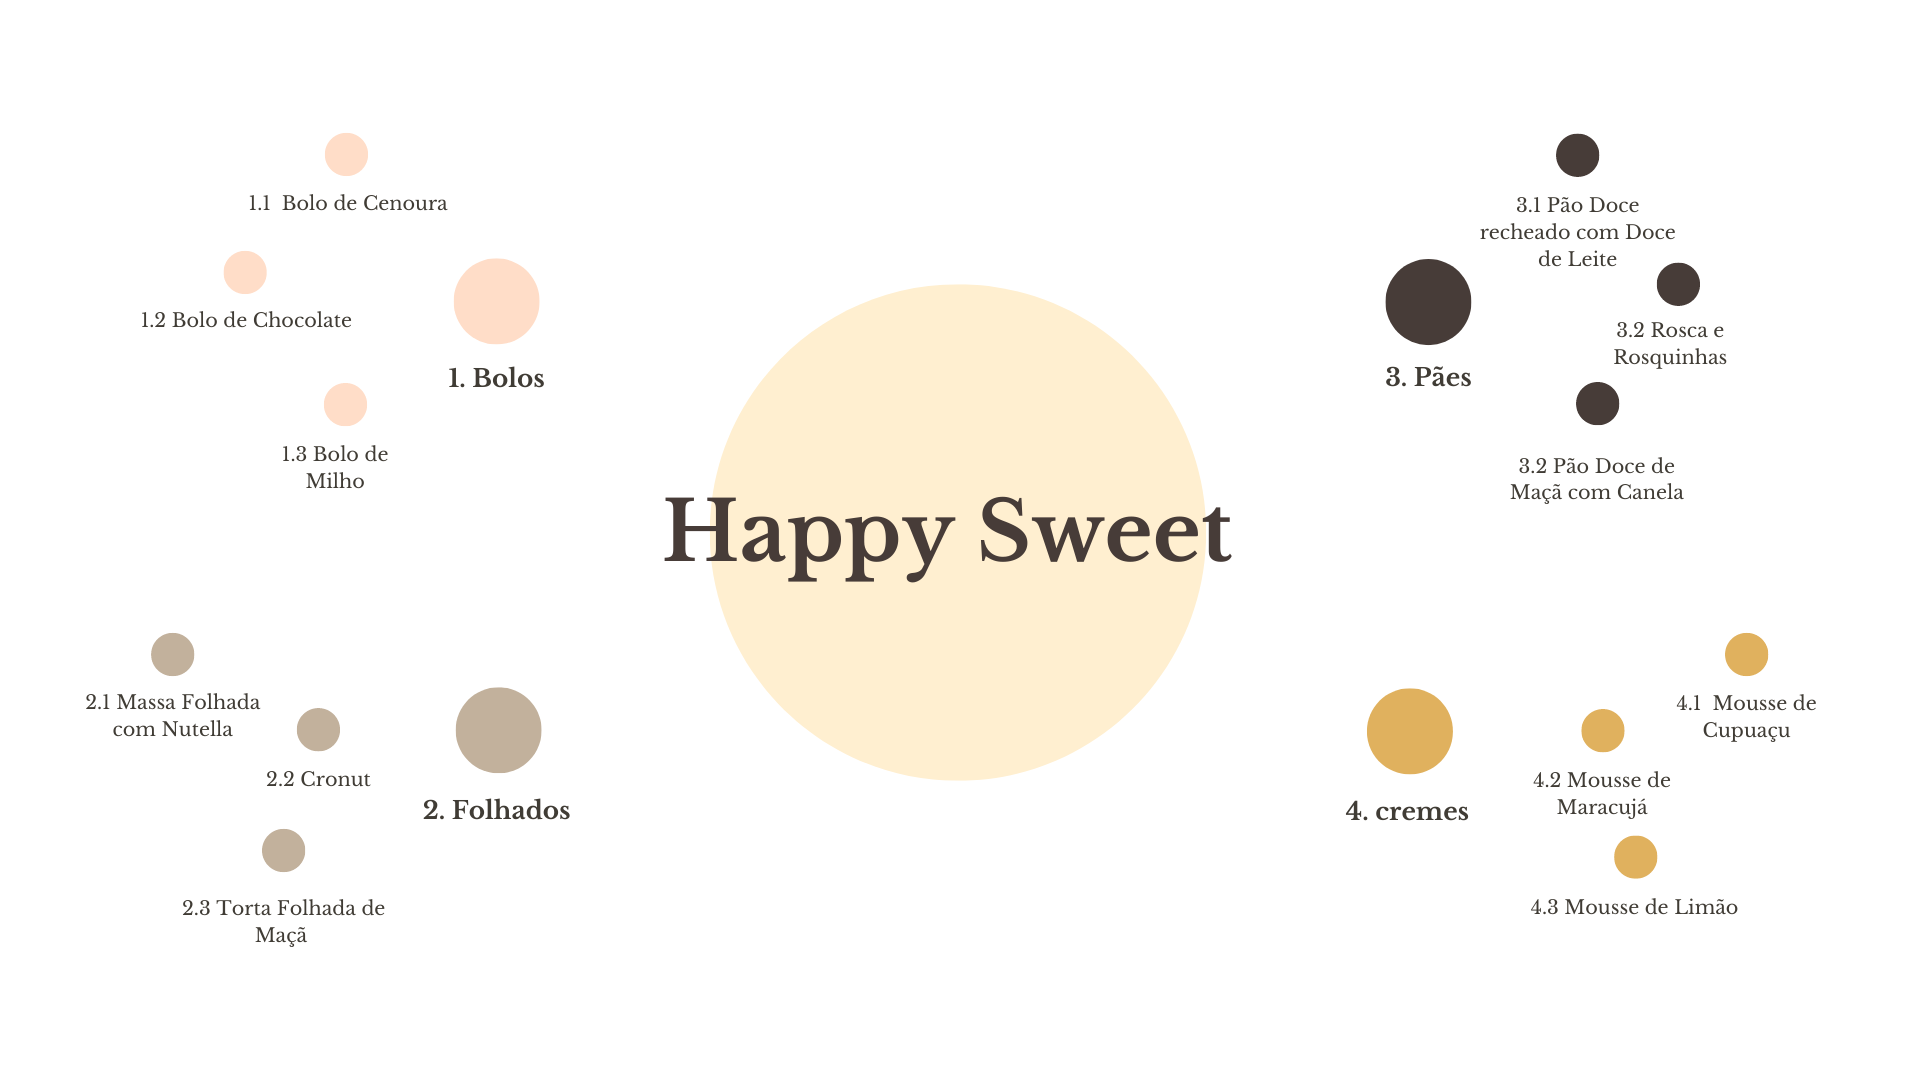 Happy Sweet
1. Bolos
1.1  Bolo de Cenoura
1.2 Bolo de Chocolate
1.3 Bolo de
Milho
2. Folhados
2.1 Massa Folhada
com Nutella
2.2 Cronut
2.3 Torta Folhada de
Maçã
3. Pães
3.1 Pão Doce
recheado com Doce
de Leite
3.2 Rosca e
Rosquinhas
3.2 Pão Doce de
Maçã com Canela
4. cremes
4.1  Mousse de
Cupuaçu
4.2 Mousse de
Maracujá
4.3 Mousse de Limão